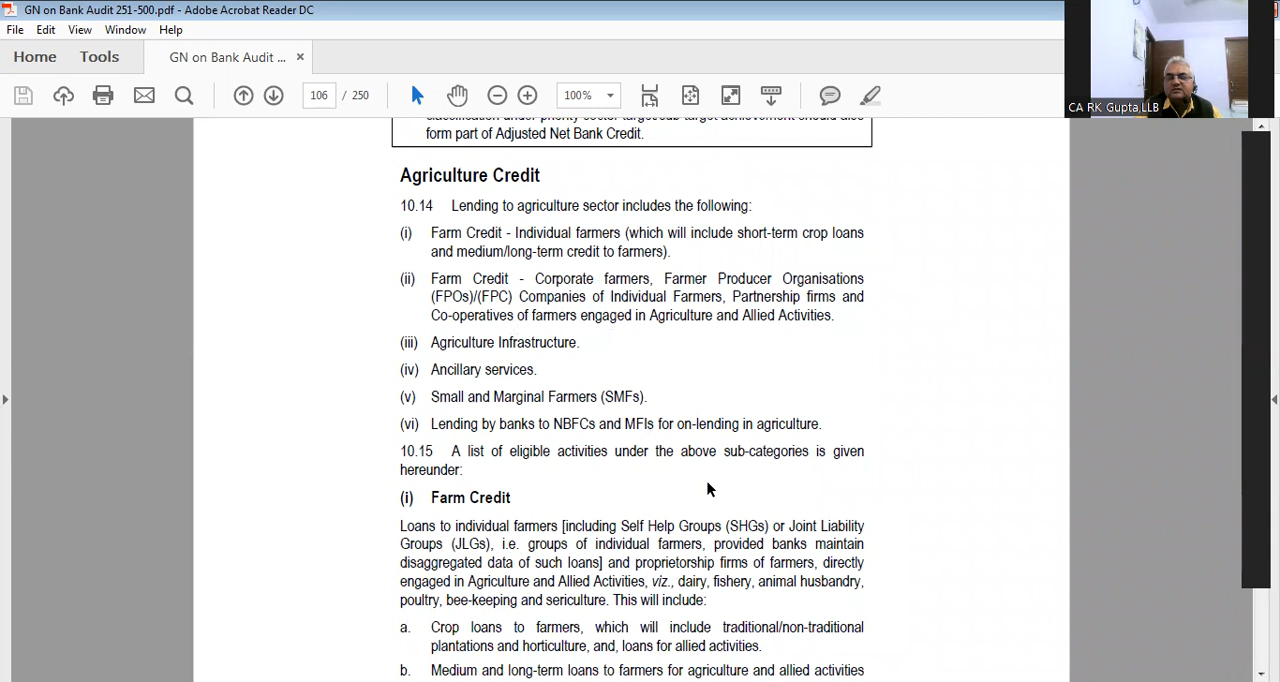 GN on Bank Audit 251-500.pdf - Adobe Acrobat Reader DC
File Edit View Window Help
Home Tools GN on Bank Audit ... ×
106 / 250 100%
CA RK Gupta,LLB
classification under priority sector target/sub-target achievement should also
form part of Adjusted Net Bank Credit.
Agriculture Credit
10.14 Lending to agriculture sector includes the following:
(i) Farm Credit - Individual farmers (which will include short-term crop loans
and medium/long-term credit to farmers).
(ii) Farm Credit - Corporate farmers, Farmer Producer Organisations
(FPOs)/(FPC) Companies of Individual Farmers, Partnership firms and
Co-operatives of farmers engaged in Agriculture and Allied Activities.
(iii) Agriculture Infrastructure.
(iv) Ancillary services.
(v) Small and Marginal Farmers (SMFs).
(vi) Lending by banks to NBFCs and MFIs for on-lending in agriculture.
10.15 A list of eligible activities under the above sub-categories is given
hereunder:
(i) Farm Credit
Loans to individual farmers [including Self Help Groups (SHGs) or Joint Liability
Groups (JLGs), i.e. groups of individual farmers, provided banks maintain
disaggregated data of such loans] and proprietorship firms of farmers, directly
engaged in Agriculture and Allied Activities, viz., dairy, fishery, animal husbandry,
poultry, bee-keeping and sericulture. This will include:
a. Crop loans to farmers, which will include traditional/non-traditional
plantations and horticulture, and, loans for allied activities.
b. Medium and long-term loans to farmers for agriculture and allied activities